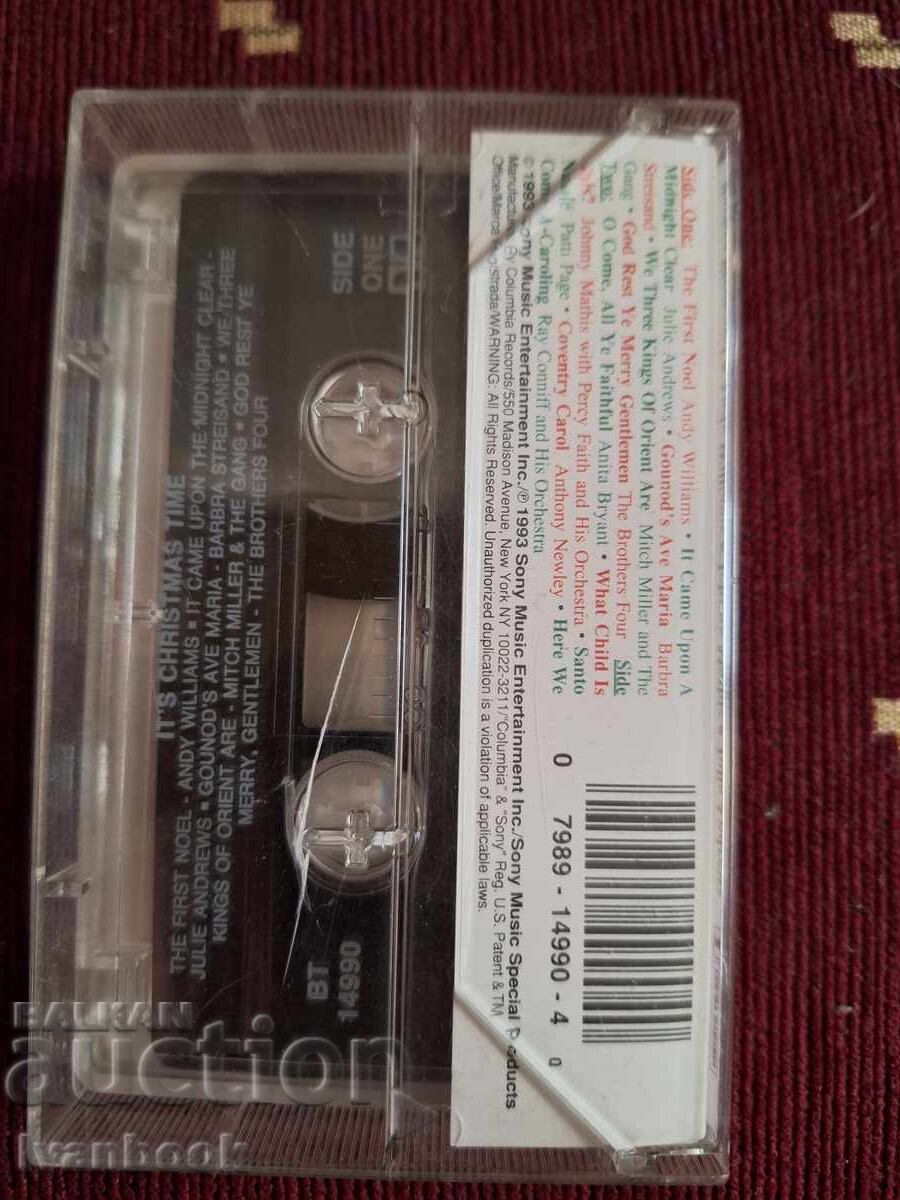 Side One: The First Noel Andy Williams • It Came Upon A
Midnight Clear Julie Andrews • Gounod's Ave Maria Barbra
Streisand • We Three Kings Of Orient Are Mitch Miller and The
Gang • God Rest Ye Merry Gentlemen The Brothers Four Side
Two: O Come, All Ye Faithful Anita Bryant • What Child Is
Johnny Mathis with Percy Faith and His Orchestra • Santo
Patti Page • Coventry Carol Anthony Newley • Here We
Come A-Caroling Ray Conniff and His Orchestra
© 1993 Sony Music Entertainment Inc./℗ 1993 Sony Music Entertainment Inc./Sony Music Special Products
Manufactured By Columbia Records/550 Madison Avenue, New York NY 10022-3211/"Columbia" & "Sony" Reg. U.S. Patent & TM
Office/Marca Registrada/WARNING: All Rights Reserved. Unauthorized duplication is a violation of applicable laws.
0 7989 - 14990 - 4 0
SIDE
ONE
BT
14990
IT'S CHRISTMAS TIME
THE FIRST NOEL - ANDY WILLIAMS • IT CAME UPON THE MIDNIGHT CLEAR -
JULIE ANDREWS • GOUNOD'S AVE MARIA - BARBRA STREISAND • WE THREE
KINGS OF ORIENT ARE - MITCH MILLER & THE GANG • GOD REST YE
MERRY, GENTLEMEN - THE BROTHERS FOUR
BALKAN
auction
ivanbook